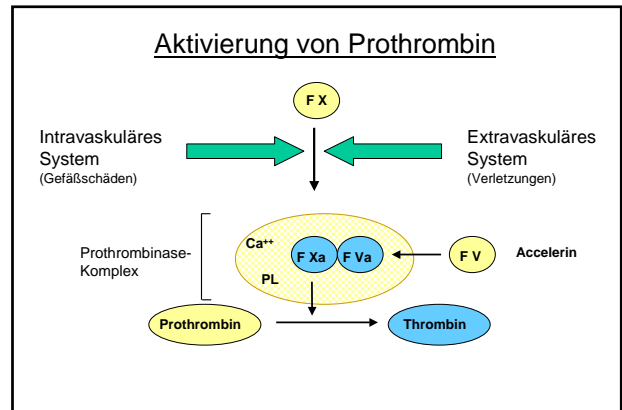 Aktivierung von Prothrombin
F X
Intravaskuläres
System
(Gefäßschäden)
Extravaskuläres
System
(Verletzungen)
Prothrombinase-
Komplex
Ca++
F Xa
F Va
PL
F V
Accelerin
Prothrombin
Thrombin